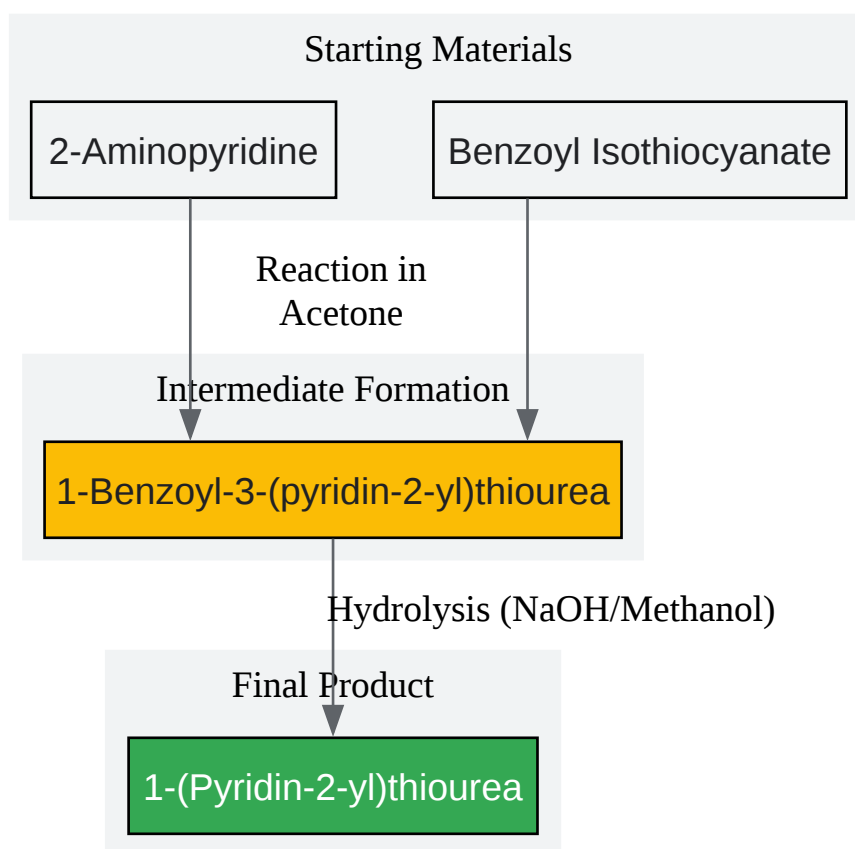 Starting Materials
2-Aminopyridine
Benzoyl Isothiocyanate
Reaction in
Acetone
Intermediate Formation
1-Benzoyl-3-(pyridin-2-yl)thiourea
Hydrolysis (NaOH/Methanol)
Final Product
1-(Pyridin-2-yl)thiourea